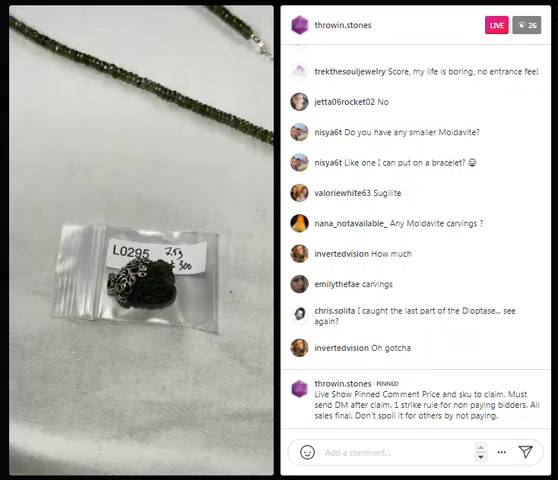 throwin.stones
LIVE
26
trekthesouljewelry Score, my life is boring, no entrance feel
jetta06rocket02 No
nisya6t Do you have any smaller Moldavite?
nisya6t Like one I can put on a bracelet? 😂
valoriewhite63 Sugilite
nana_notavailable_ Any Moldavite carvings ?
invertedvision How much
emilythefae carvings
chris.solita I caught the last part of the Dioptase... see
again?
invertedvision Oh gotcha
throwin.stones · PINNED
Live Show Pinned Comment Price and sku to claim. Must
send DM after claim. 1 strike rule for non paying bidders. All
sales final. Don't spoil it for others by not paying.
Add a comment...
L0295 7.5g
300